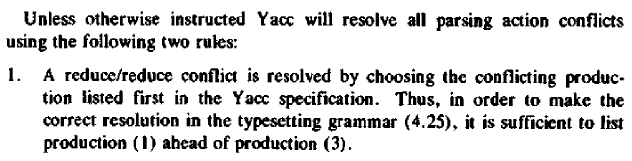 Unless otherwise instructed Yacc will resolve all parsing action conflicts
using the following two rules:
1. A reduce/reduce conflict is resolved by choosing the conflicting produc-
tion listed first in the Yacc specification. Thus, in order to make the
correct resolution in the typesetting grammar (4.25), it is sufficient to list
production (1) ahead of production (3).